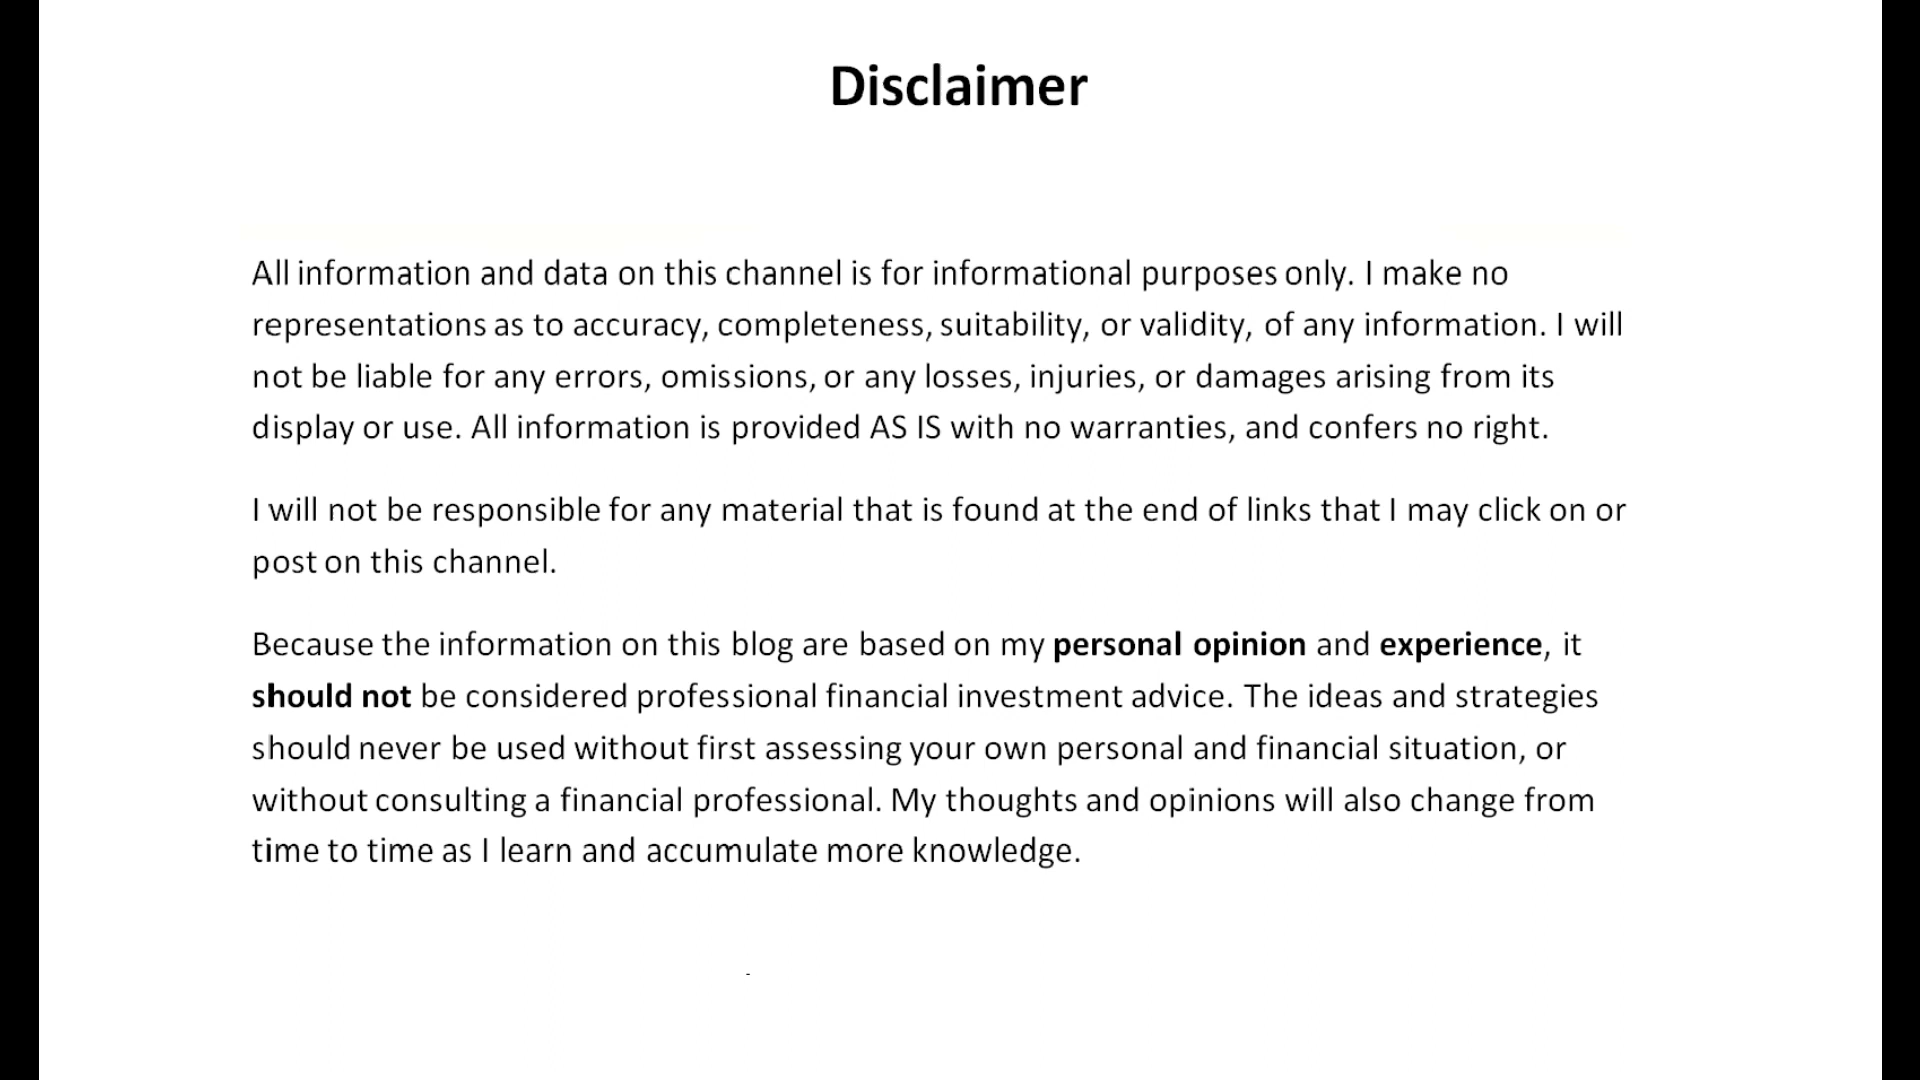 Disclaimer
All information and data on this channel is for informational purposes only. I make no
representations as to accuracy, completeness, suitability, or validity, of any information. I will
not be liable for any errors, omissions, or any losses, injuries, or damages arising from its
display or use. All information is provided AS IS with no warranties, and confers no right.
I will not be responsible for any material that is found at the end of links that I may click on or
post on this channel.
Because the information on this blog are based on my personal opinion and experience, it
should not be considered professional financial investment advice. The ideas and strategies
should never be used without first assessing your own personal and financial situation, or
without consulting a financial professional. My thoughts and opinions will also change from
time to time as I learn and accumulate more knowledge.